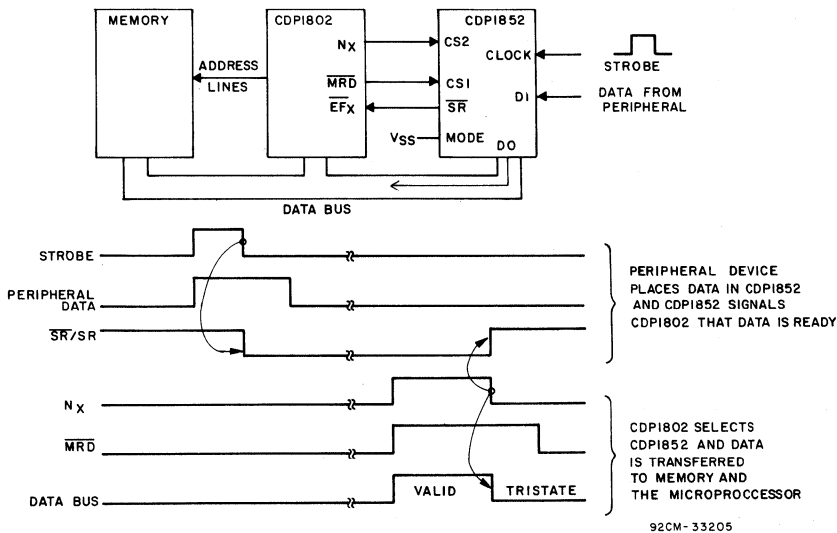 MEMORY
CDP1802
CDP1852
NX
CS2
CLOCK
STROBE
ADDRESS
LINES
MRD
CS1
DI
DATA FROM
PERIPHERAL
EFX
SR
VSS
MODE
DO
DATA BUS
STROBE
PERIPHERAL
DATA
SR/SR
PERIPHERAL DEVICE
PLACES DATA IN CDP1852
AND CDP1852 SIGNALS
CDP1802 THAT DATA IS READY
NX
MRD
DATA BUS
VALID
TRISTATE
CDP1802 SELECTS
CDP1852 AND DATA
IS TRANSFERRED
TO MEMORY AND
THE MICROPROCCESSOR
92CM-33205